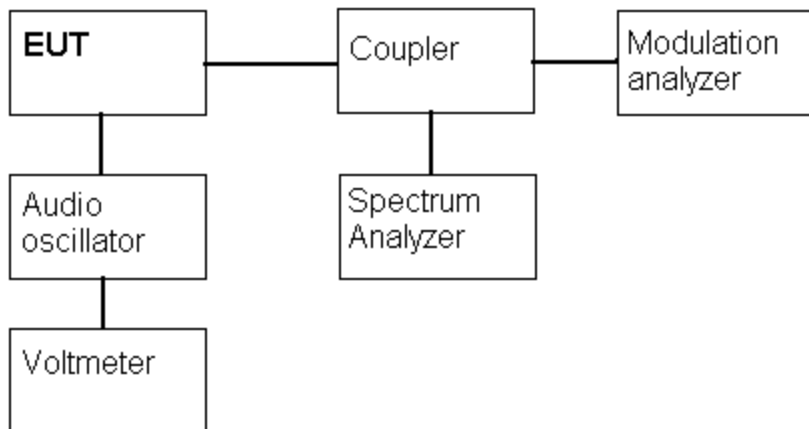 EUT
Coupler
Modulation
analyzer
Audio
oscillator
Spectrum
Analyzer
Voltmeter